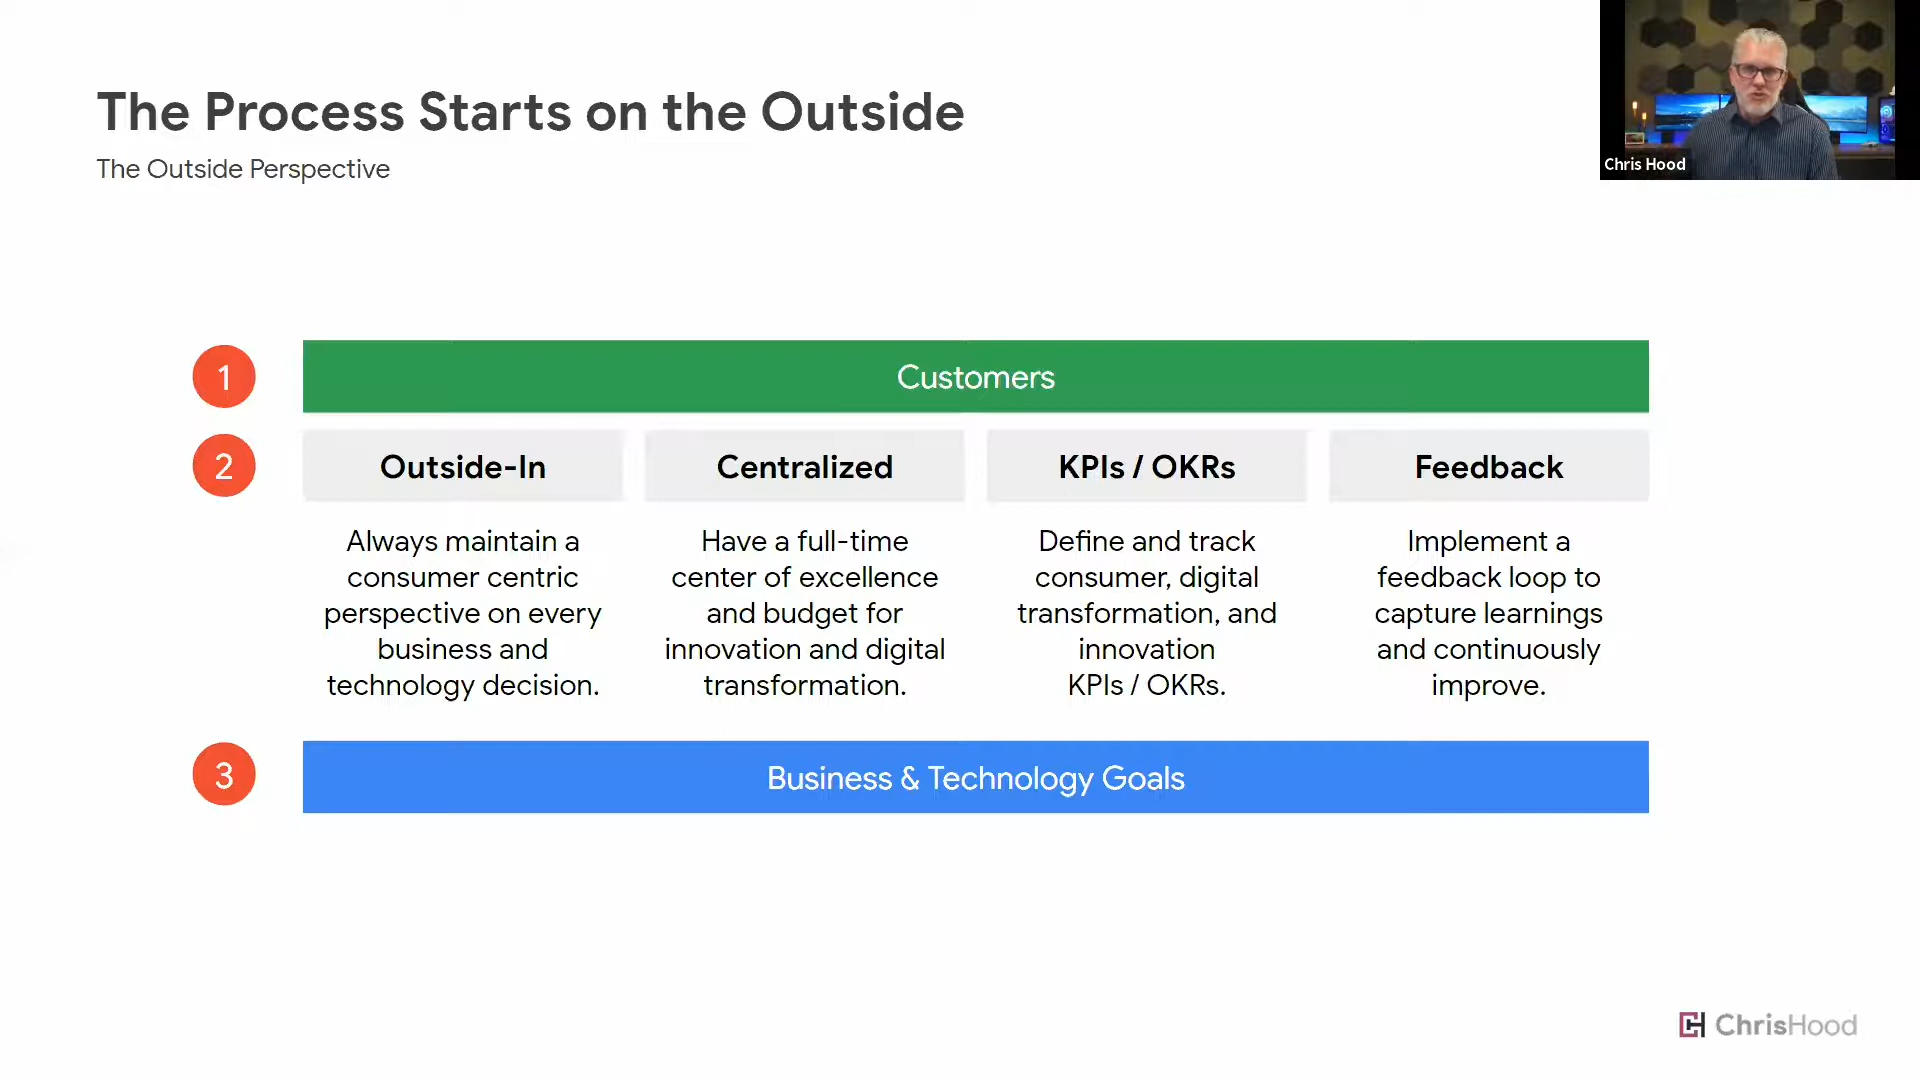 The Process Starts on the Outside
The Outside Perspective
Chris Hood
1
Customers
2
Outside-In
Centralized
KPIs / OKRs
Feedback
Always maintain a
consumer centric
perspective on every
business and
technology decision.
Have a full-time
center of excellence
and budget for
innovation and digital
transformation.
Define and track
consumer, digital
transformation, and
innovation
KPIs / OKRs.
Implement a
feedback loop to
capture learnings
and continuously
improve.
3
Business & Technology Goals
ChrisHood